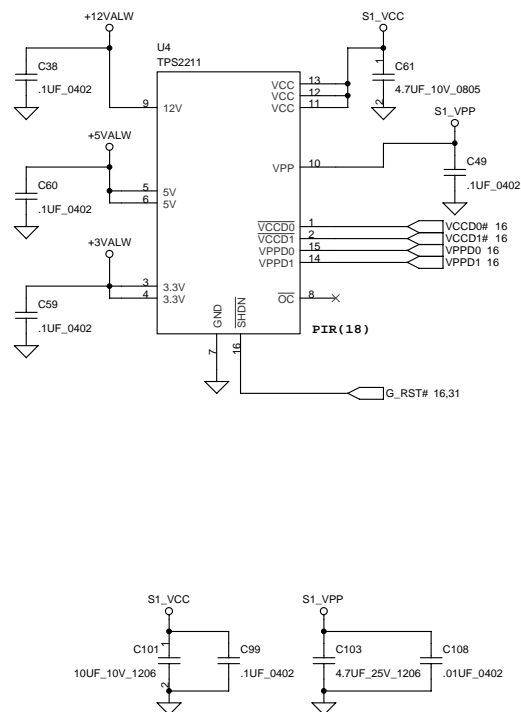 +12VALW
S1_VCC
U4
TPS2211
C38
.1UF_0402
9
12V
VCC
13
VCC
12
VCC
11
1
C61
2
4.7UF_10V_0805
+5VALW
S1_VPP
VPP
10
C49
.1UF_0402
C60
.1UF_0402
5
5V
6
5V
VCCD0
1
VCCD0# 16
VCCD1
2
VCCD1# 16
VPPD0
15
VPPD0 16
VPPD1
14
VPPD1 16
+3VALW
C59
.1UF_0402
3
3.3V
4
3.3V
OC
8
GND
SHDN
PIR(18)
7
16
G_RST# 16,31
S1_VCC
S1_VPP
1
C101
2
10UF_10V_1206
C99
.1UF_0402
C103
4.7UF_25V_1206
C108
.01UF_0402